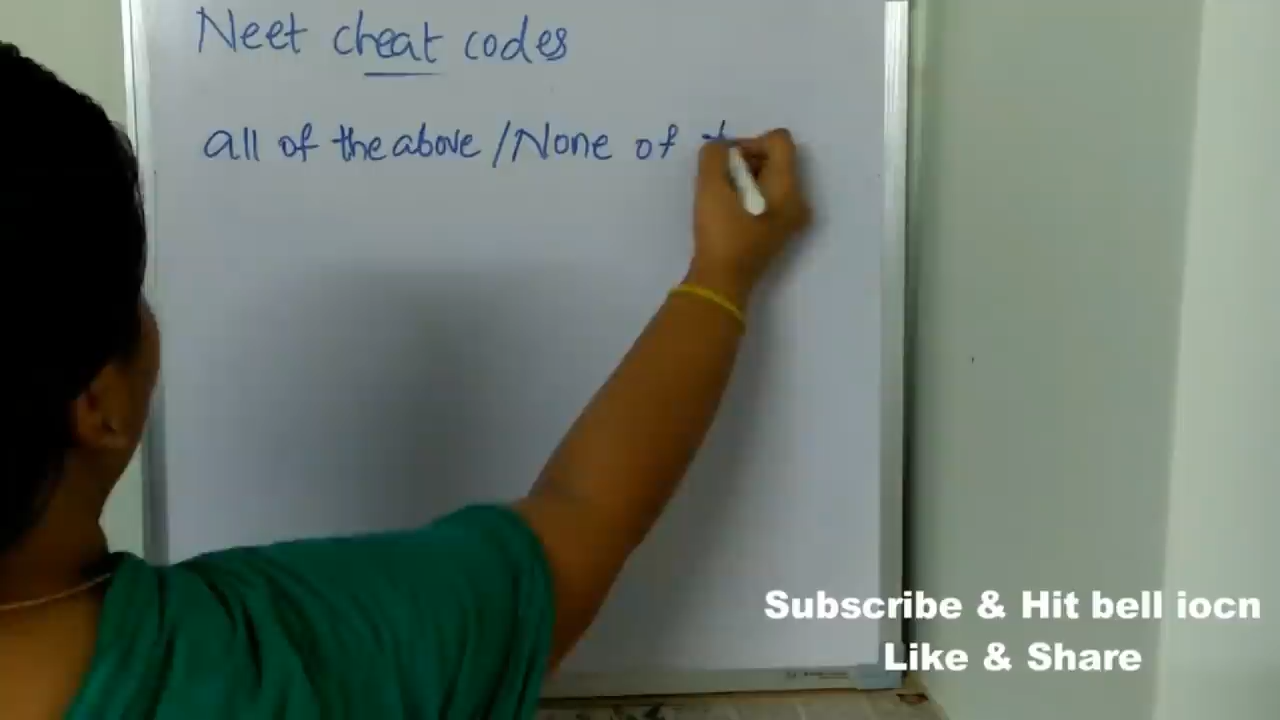 Neet cheat codes
all of the above / None of
Subscribe & Hit bell iocn
Like & Share